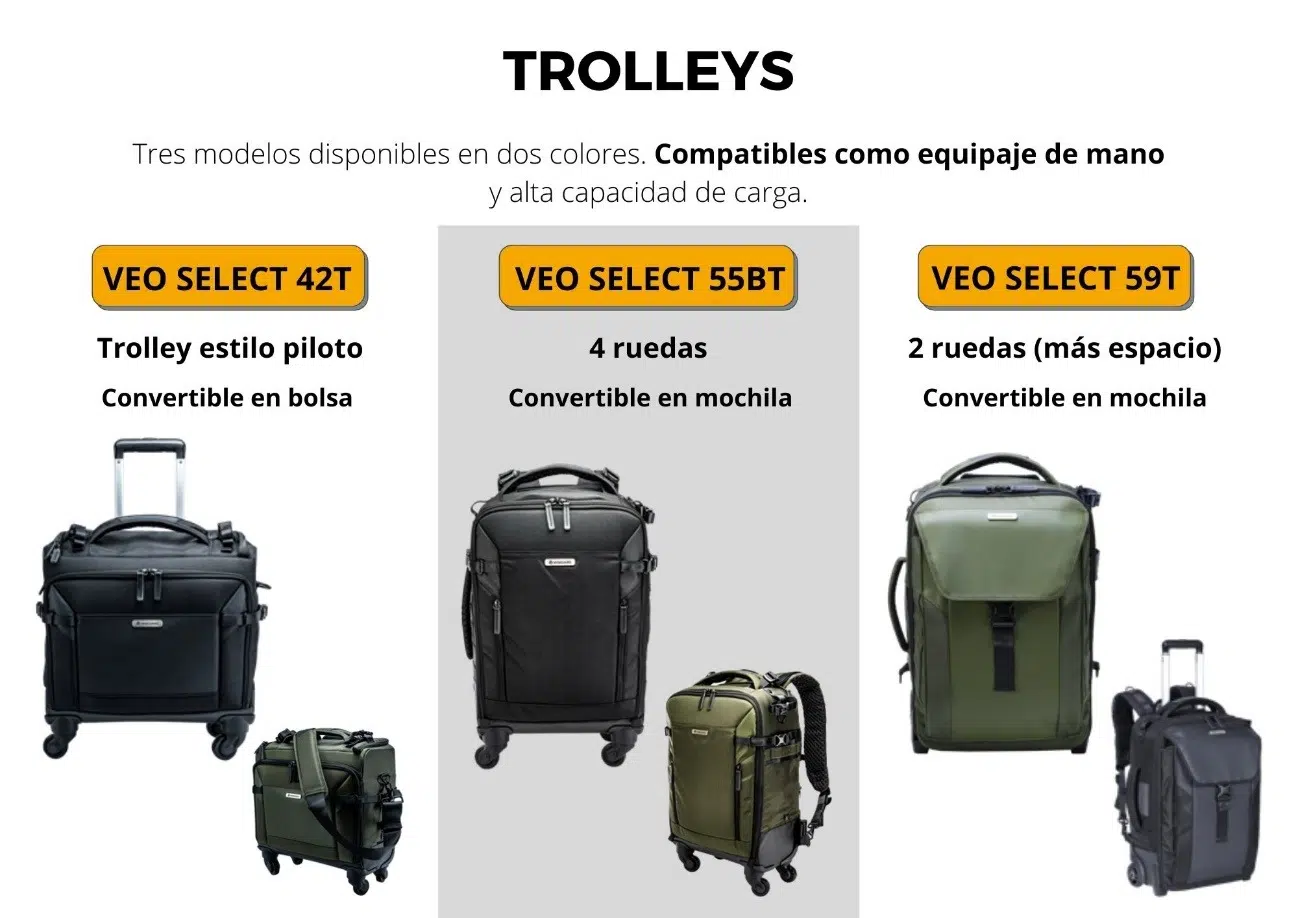 TROLLEYS
Tres modelos disponibles en dos colores. Compatibles como equipaje de mano
y alta capacidad de carga.
VEO SELECT 42T
Trolley estilo piloto
Convertible en bolsa
VEO SELECT 55BT
4 ruedas
Convertible en mochila
VEO SELECT 59T
2 ruedas (más espacio)
Convertible en mochila